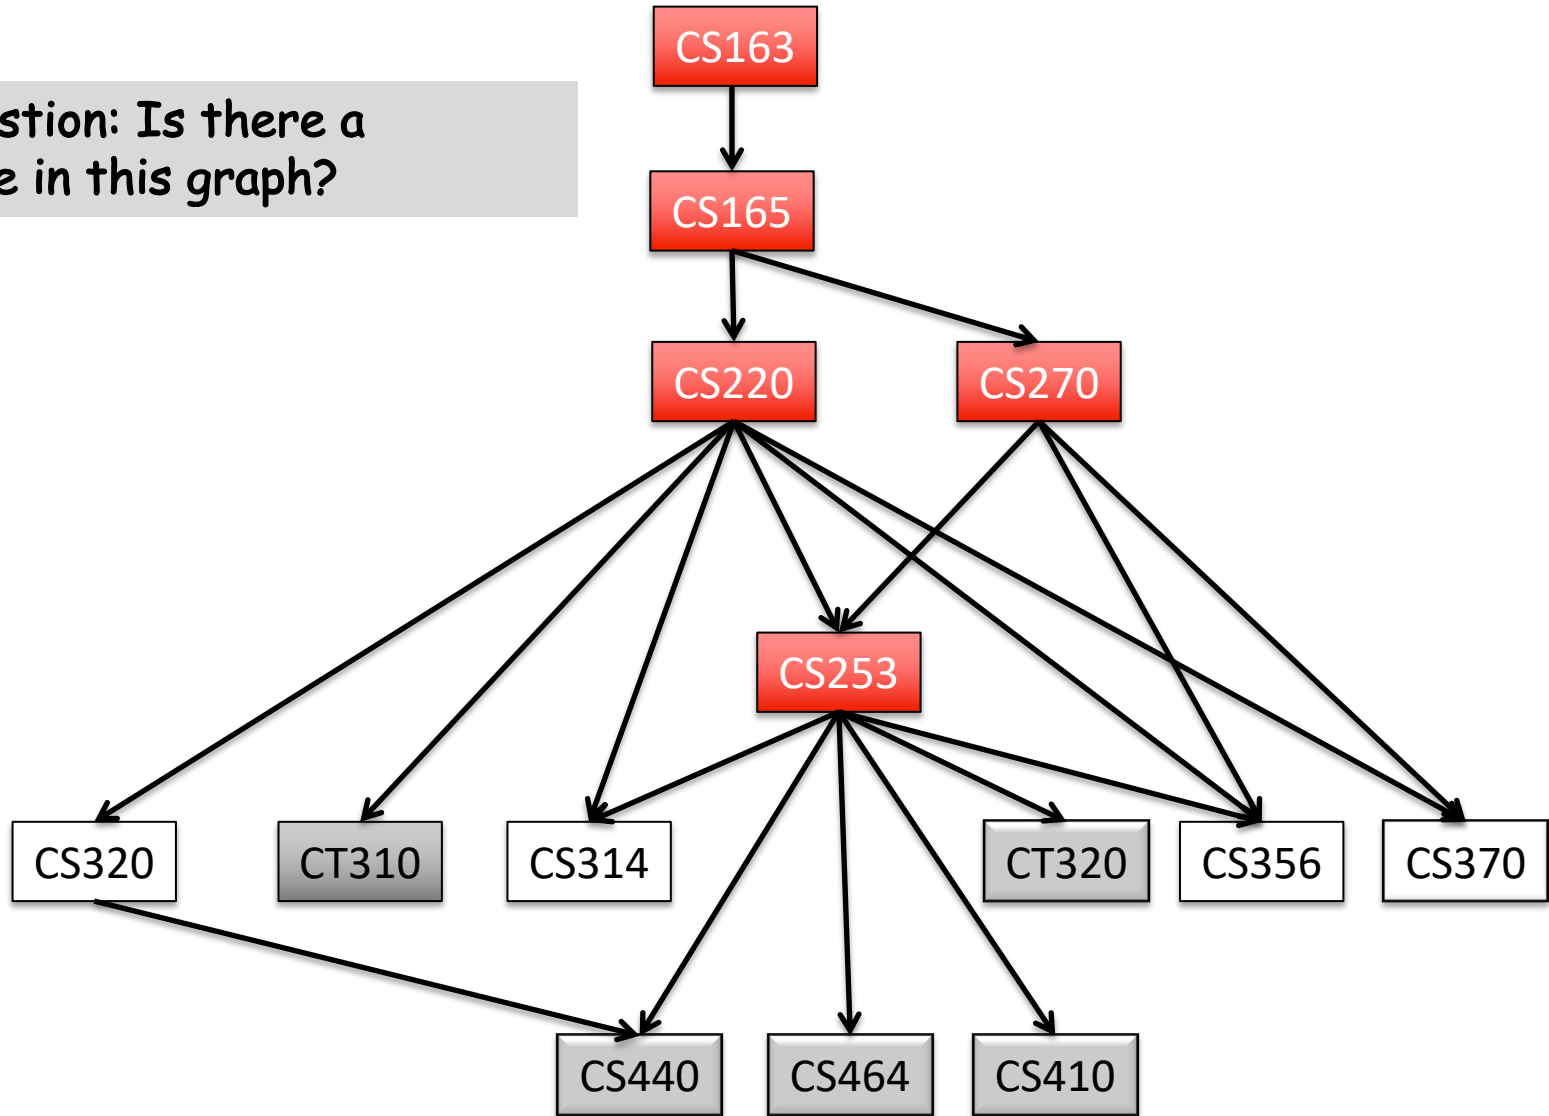 CS163
stion: Is there a
e in this graph?
CS165
CS220
CS270
CS253
CS320
CT310
CS314
CT320
CS356
CS370
CS440
CS464
CS410